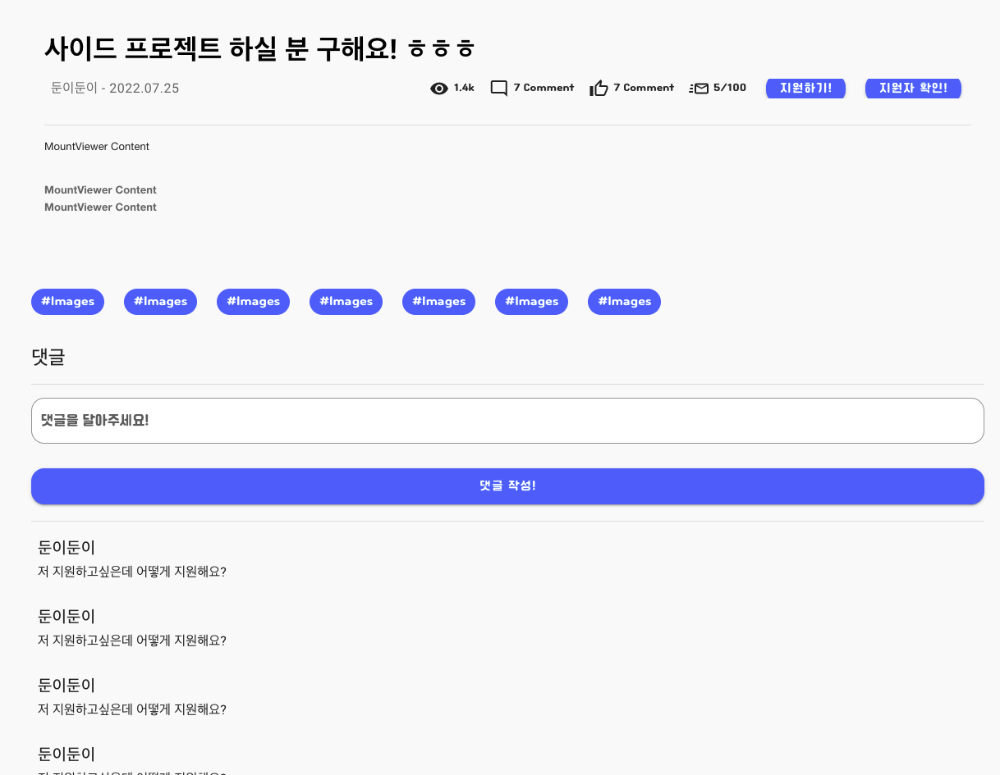 사이드 프로젝트 하실 분 구해요! ㅎㅎㅎ
둔이둔이 - 2022.07.25 1.4k 7 Comment 7 Comment 5/100 지원하기! 지원자 확인!
MountViewer Content
MountViewer Content
MountViewer Content
#Images #Images #Images #Images #Images #Images #Images
댓글
댓글을 달아주세요!
댓글 작성!
둔이둔이
저 지원하고싶은데 어떻게 지원해요?
둔이둔이
저 지원하고싶은데 어떻게 지원해요?
둔이둔이
저 지원하고싶은데 어떻게 지원해요?
둔이둔이